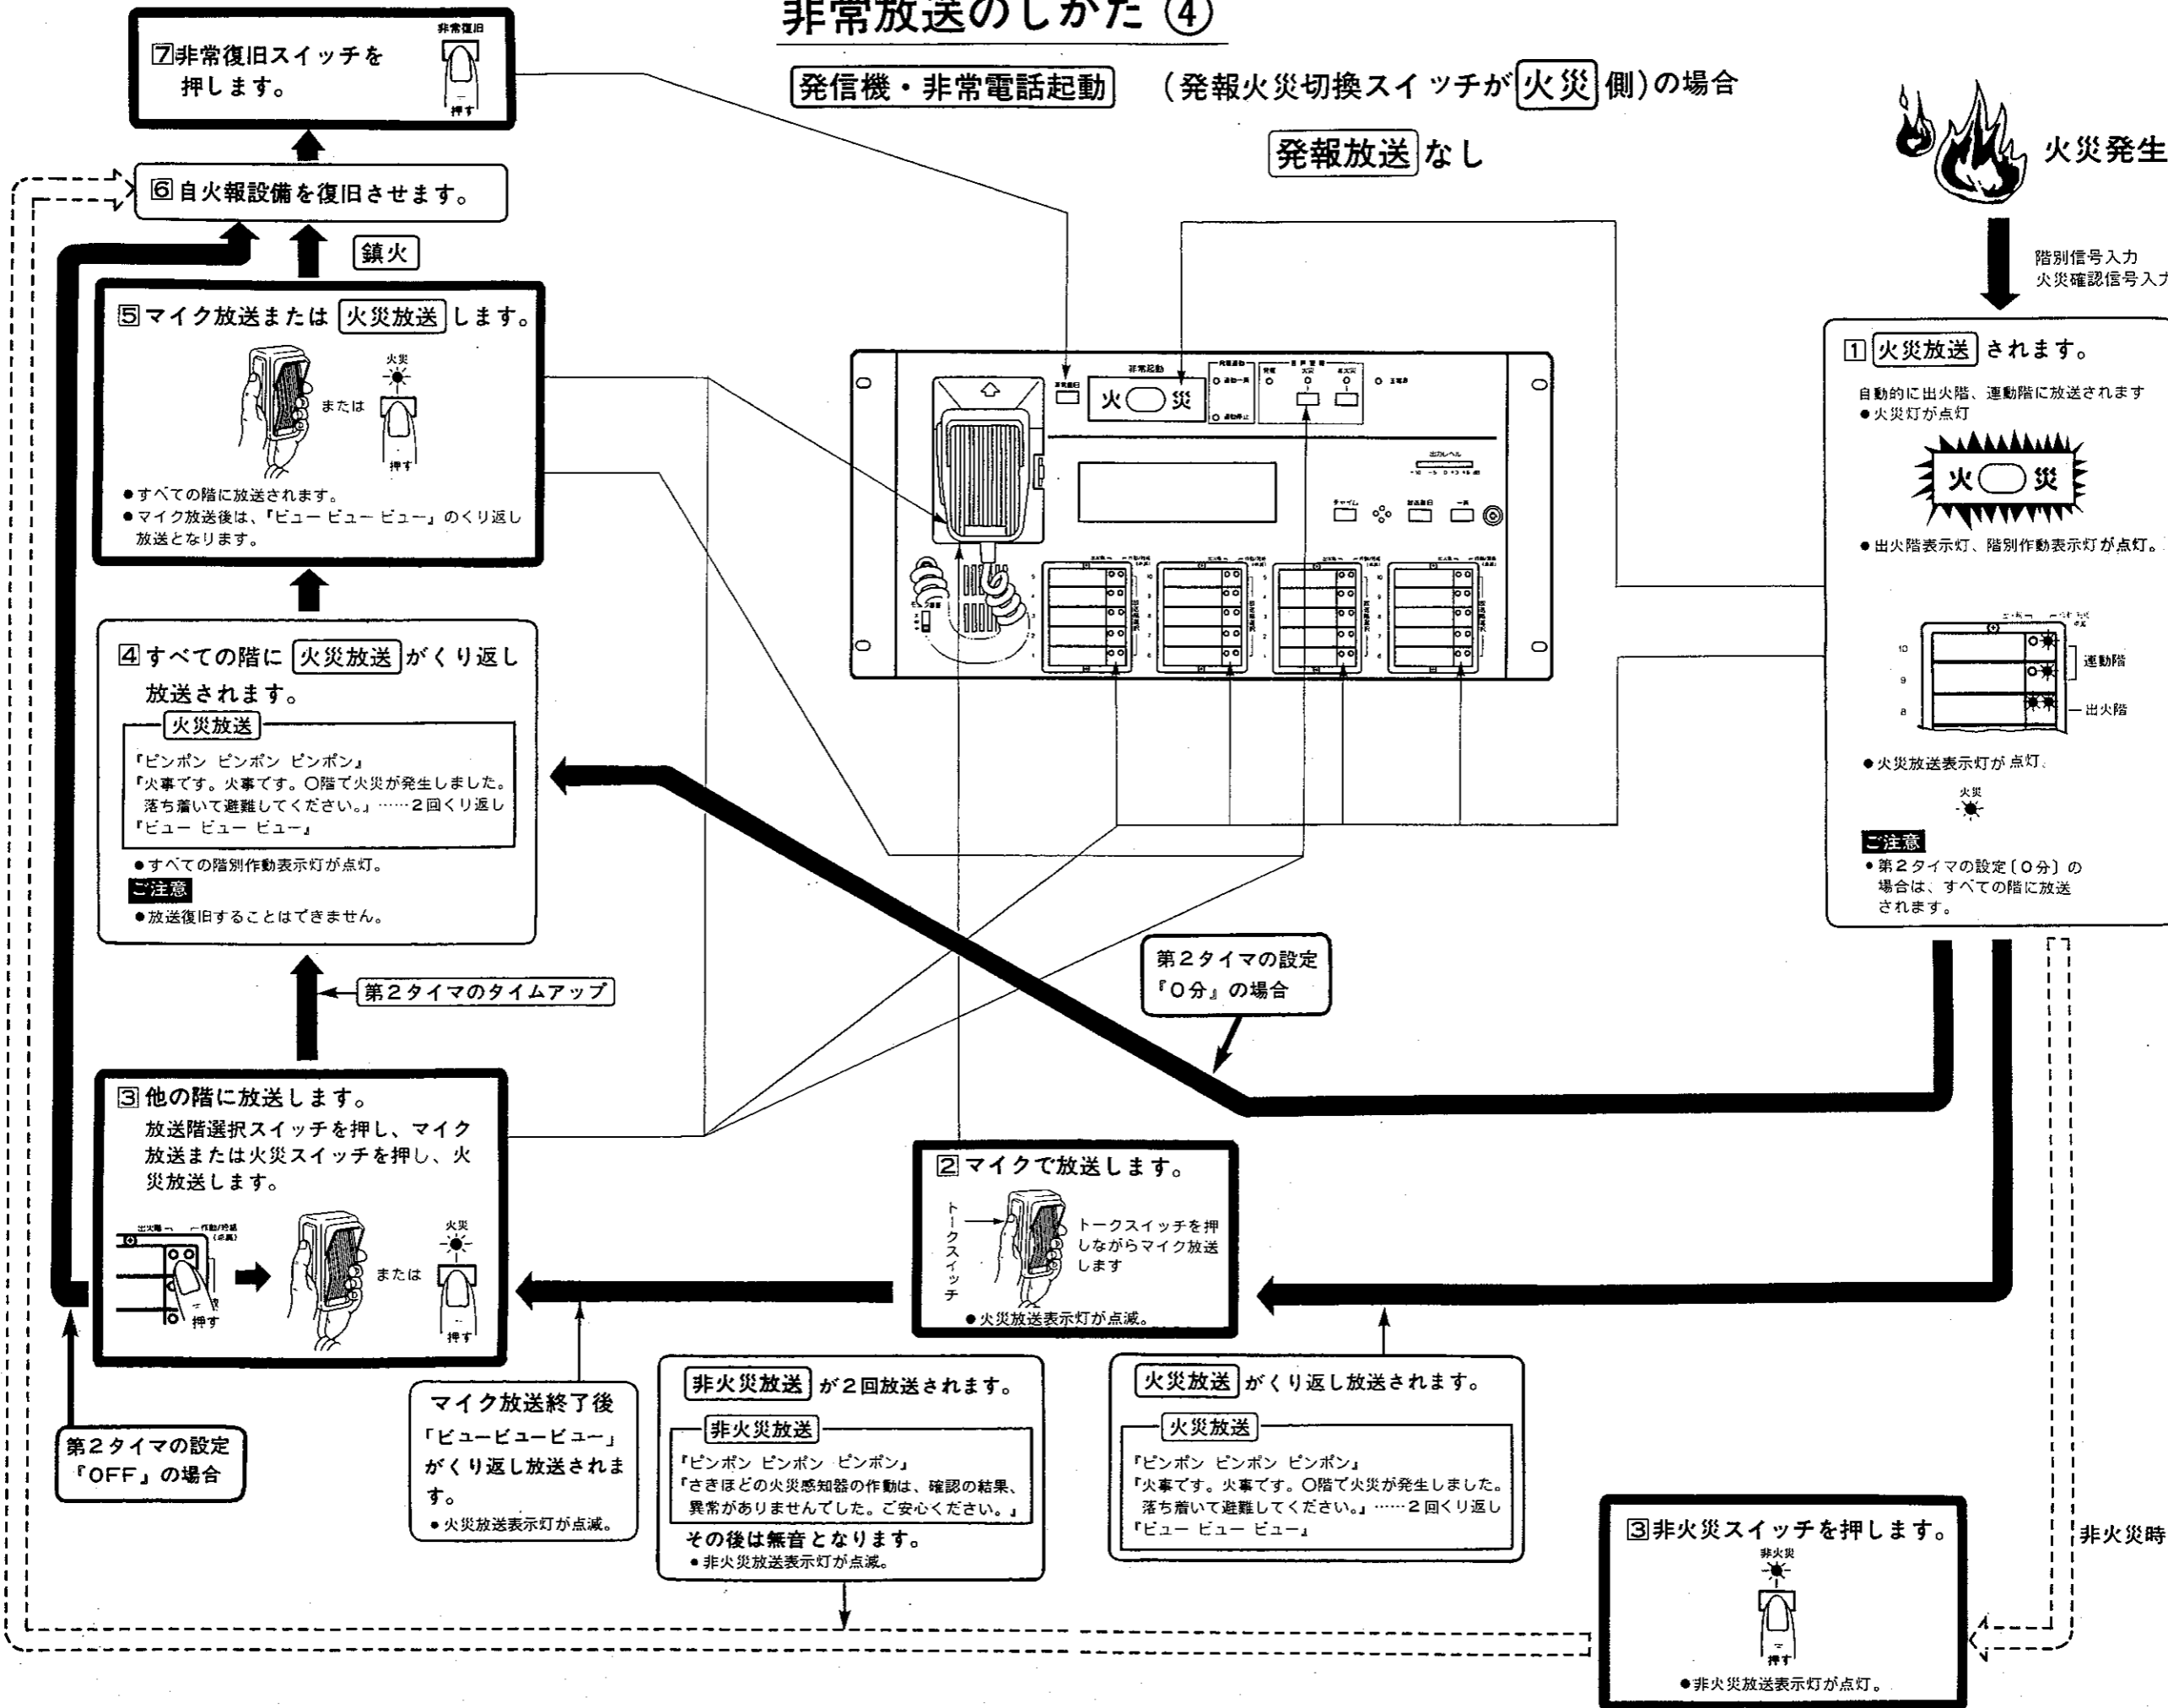 非常放送のしかた ④
発信機・非常電話起動 (発報火災切換スイッチが火災側)の場合
発報放送なし
火災発生
階別信号入力
火災確認信号入力
1 火災放送 されます。
自動的に出火階、連動階に放送されます
●火災灯が点灯
火 災
●出火階表示灯、階別作動表示灯が点灯。
10
9
8
連動階
出火階
●火災放送表示灯が点灯。
火災
ご注意
●第2タイマの設定〔0分〕の
場合は、すべての階に放送
されます。
非常起動
火 災
非常復旧
火災
非火災
出力レベル
チャイム
放送復旧
一斉
第2タイマの設定
『0分』の場合
2 マイクで放送します。
トークスイッチ
トークスイッチを押
しながらマイク放送
します
●火災放送表示灯が点滅。
火災放送 がくり返し放送されます。
火災放送
『ピンポン ピンポン ピンポン』
『火事です。火事です。〇階で火災が発生しました。
落ち着いて避難してください。』……2回くり返し
『ビュー ビュー ビュー』
マイク放送終了後
「ビュービュービュー」
がくり返し放送されま
す。
●火災放送表示灯が点滅。
3 他の階に放送します。
放送階選択スイッチを押し、マイク
放送または火災スイッチを押し、火
災放送します。
出火階
押す
または
火災
押す
第2タイマの設定
『OFF』の場合
第2タイマのタイムアップ
4 すべての階に 火災放送 がくり返し
放送されます。
火災放送
『ピンポン ピンポン ピンポン』
『火事です。火事です。〇階で火災が発生しました。
落ち着いて避難してください。』……2回くり返し
『ビュー ビュー ビュー』
●すべての階別作動表示灯が点灯。
ご注意
●放送復旧することはできません。
5 マイク放送または 火災放送 します。
または
火災
押す
●すべての階に放送されます。
●マイク放送後は、『ビュー ビュー ビュー』のくり返し
放送となります。
鎮火
6 自火報設備を復旧させます。
7 非常復旧スイッチを
押します。
非常復旧
押す
非火災時
3 非火災スイッチを押します。
非火災
押す
●非火災放送表示灯が点灯。
非火災放送 が2回放送されます。
非火災放送
『ピンポン ピンポン ピンポン』
『さきほどの火災感知器の作動は、確認の結果、
異常がありませんでした。ご安心ください。』
その後は無音となります。
●非火災放送表示灯が点滅。